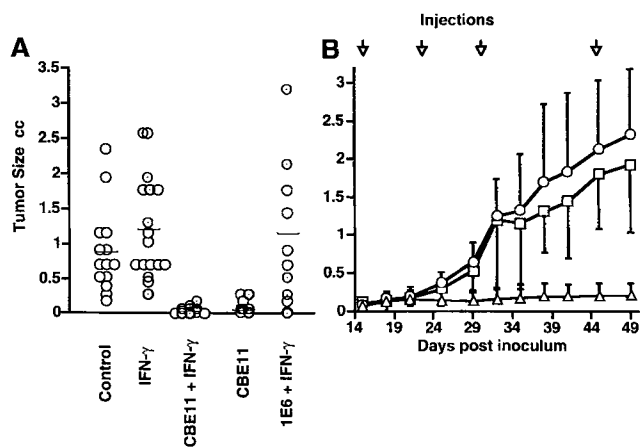 Injections
A
B
3.5
3
2.5
2
1.5
1
0.5
0
Tumor Size cc
Control
IFN-γ
CBE11 + IFN-γ
CBE11
1E6 + IFN-γ
3
2.5
2
1.5
1
0.5
0
14 19 24 29 34 39 44 49
Days post inoculum